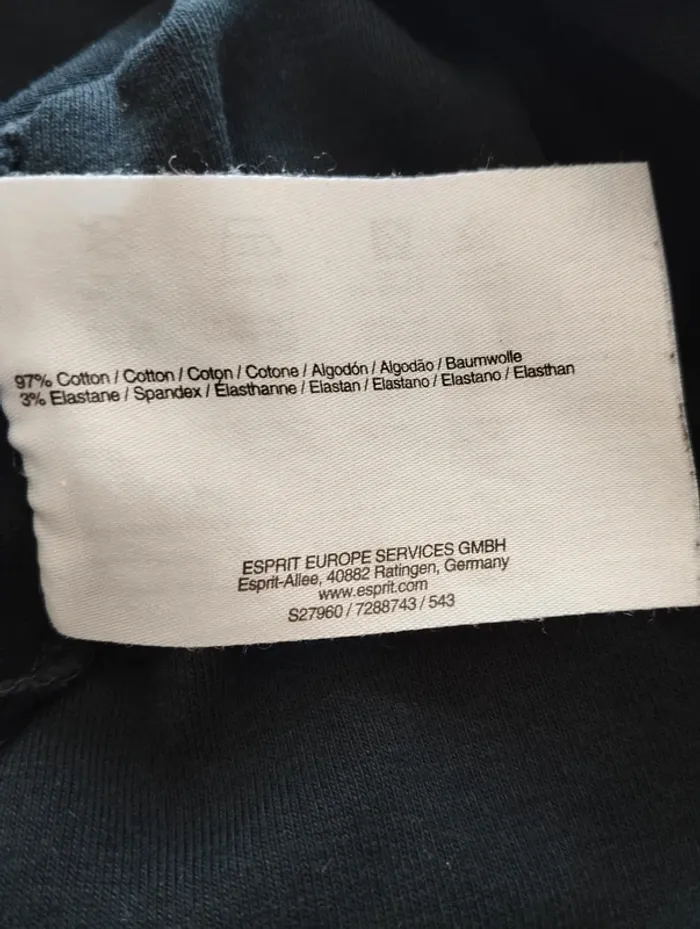 97% Cotton / Cotton / Coton / Cotone / Algodón / Algodão / Baumwolle
3% Elastane / Spandex / Élasthanne / Elastan / Elastano / Elastano / Elasthan
ESPRIT EUROPE SERVICES GMBH
Esprit-Allee, 40882 Ratingen, Germany
www.esprit.com
S27960 / 7288743 / 543